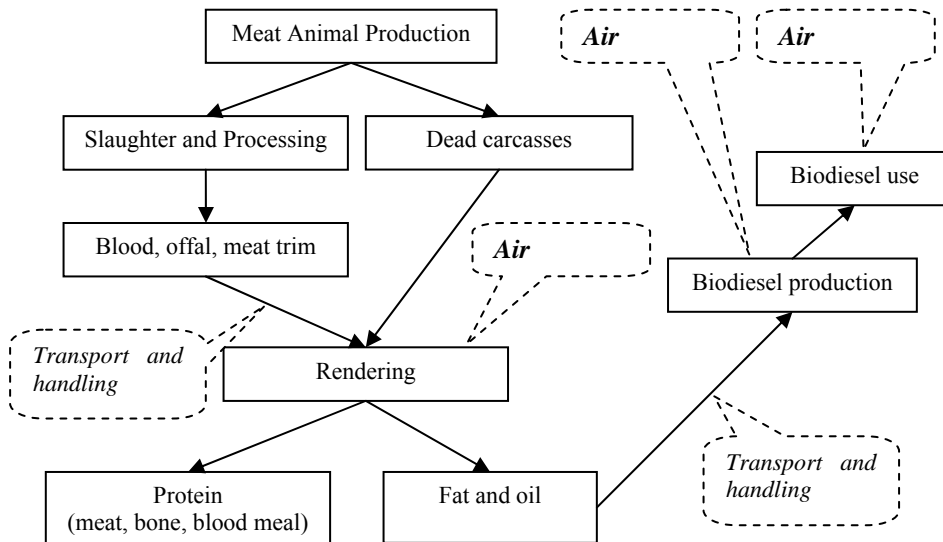 Meat Animal Production
Air
Air
Slaughter and Processing
Dead carcasses
Biodiesel use
Blood, offal, meat trim
Air
Biodiesel production
Transport and
handling
Rendering
Transport and
handling
Protein
(meat, bone, blood meal)
Fat and oil